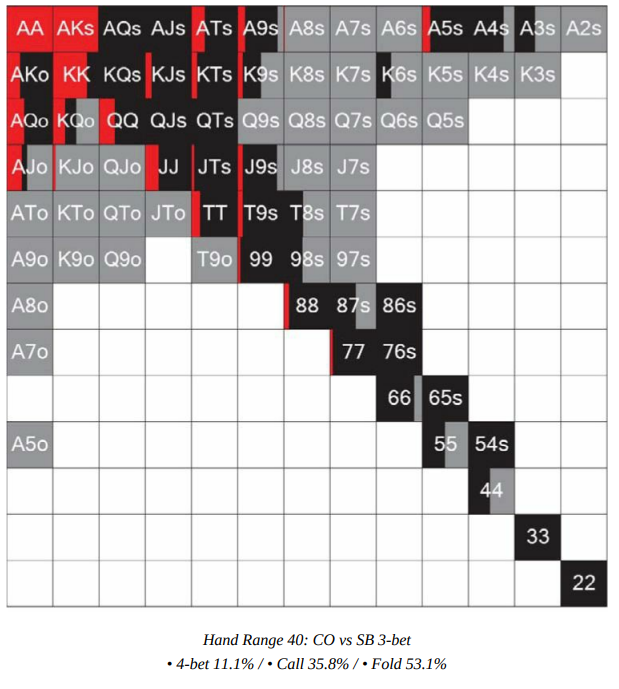 AA AKs AQs AJs ATs A9s A8s A7s A6s A5s A4s A3s A2s
AKo KK KQs KJs KTs K9s K8s K7s K6s K5s K4s K3s
AQo KQo QQ QJs QTs Q9s Q8s Q7s Q6s Q5s
AJo KJo QJo JJ JTs J9s J8s J7s
ATo KTo QTo JTo TT T9s T8s T7s
A9o K9o Q9o T9o 99 98s 97s
A8o 88 87s 86s
A7o 77 76s
66 65s
A5o 55 54s
44
33
22
Hand Range 40: CO vs SB 3-bet
• 4-bet 11.1% / • Call 35.8% / • Fold 53.1%